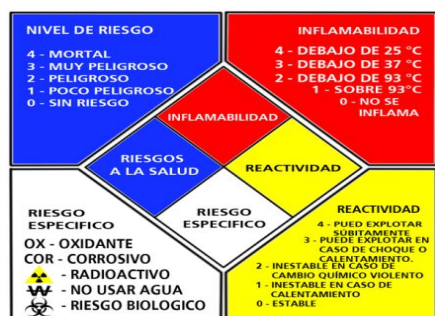 NIVEL DE RIESGO
4 - MORTAL
3 - MUY PELIGROSO
2 - PELIGROSO
1 - POCO PELIGROSO
0 - SIN RIESGO
INFLAMABILIDAD
4 - DEBAJO DE 25 °C
3 - DEBAJO DE 37 °C
2 - DEBAJO DE 93 °C
1 - SOBRE 93°C
0 - NO SE
INFLAMA
INFLAMABILIDAD
RIESGOS
A LA SALUD
REACTIVIDAD
RIESGO
ESPECIFICO
RIESGO
ESPECIFICO
OX - OXIDANTE
COR - CORROSIVO
- RADIOACTIVO
W - NO USAR AGUA
- RIESGO BIOLOGICO
REACTIVIDAD
4 - PUED EXPLOTAR
SÚBITAMENTE
3 - PUEDE EXPLOTAR EN
CASO DE CHOQUE O
CALENTAMIENTO.
2 - INESTABLE EN CASO DE
CAMBIO QUÍMICO VIOLENTO
1 - INESTABLE EN CASO DE
CALENTAMIENTO
0 - ESTABLE